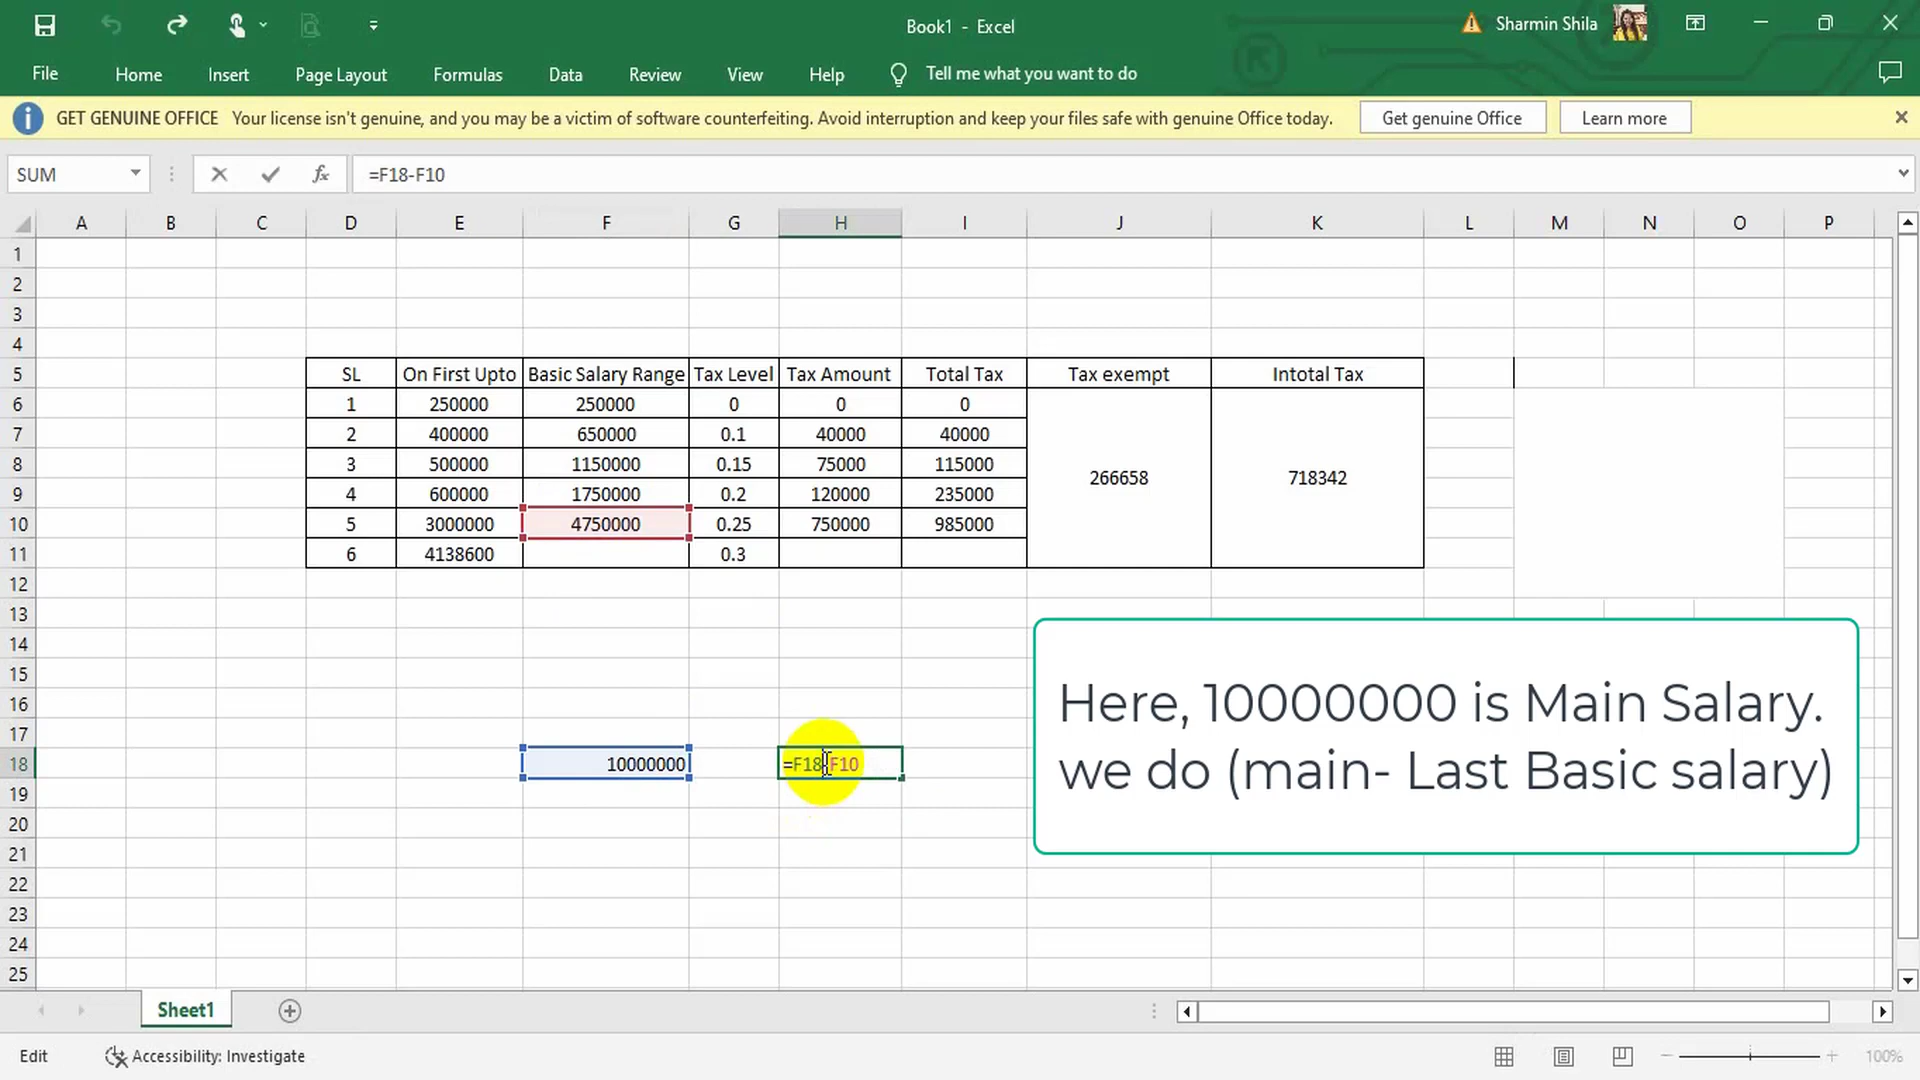 Book1 - Excel
Sharmin Shila
File Home Insert Page Layout Formulas Data Review View Help Tell me what you want to do
GET GENUINE OFFICE Your license isn't genuine, and you may be a victim of software counterfeiting. Avoid interruption and keep your files safe with genuine Office today. Get genuine Office Learn more
SUM fx =F18-F10
A B C D E F G H I J K L M N O P
1
2
3
4
5 SL On First Upto Basic Salary Range Tax Level Tax Amount Total Tax Tax exempt Intotal Tax
6 1 250000 250000 0 0 0
7 2 400000 650000 0.1 40000 40000
8 3 500000 1150000 0.15 75000 115000
266658 718342
9 4 600000 1750000 0.2 120000 235000
10 5 3000000 4750000 0.25 750000 985000
11 6 4138600 0.3
12
13
14
15
16
17
18 10000000 =F18-F10
19
20
21
22
23
24
25
Here, 10000000 is Main Salary.
we do (main- Last Basic salary)
Sheet1
Edit Accessibility: Investigate 100%